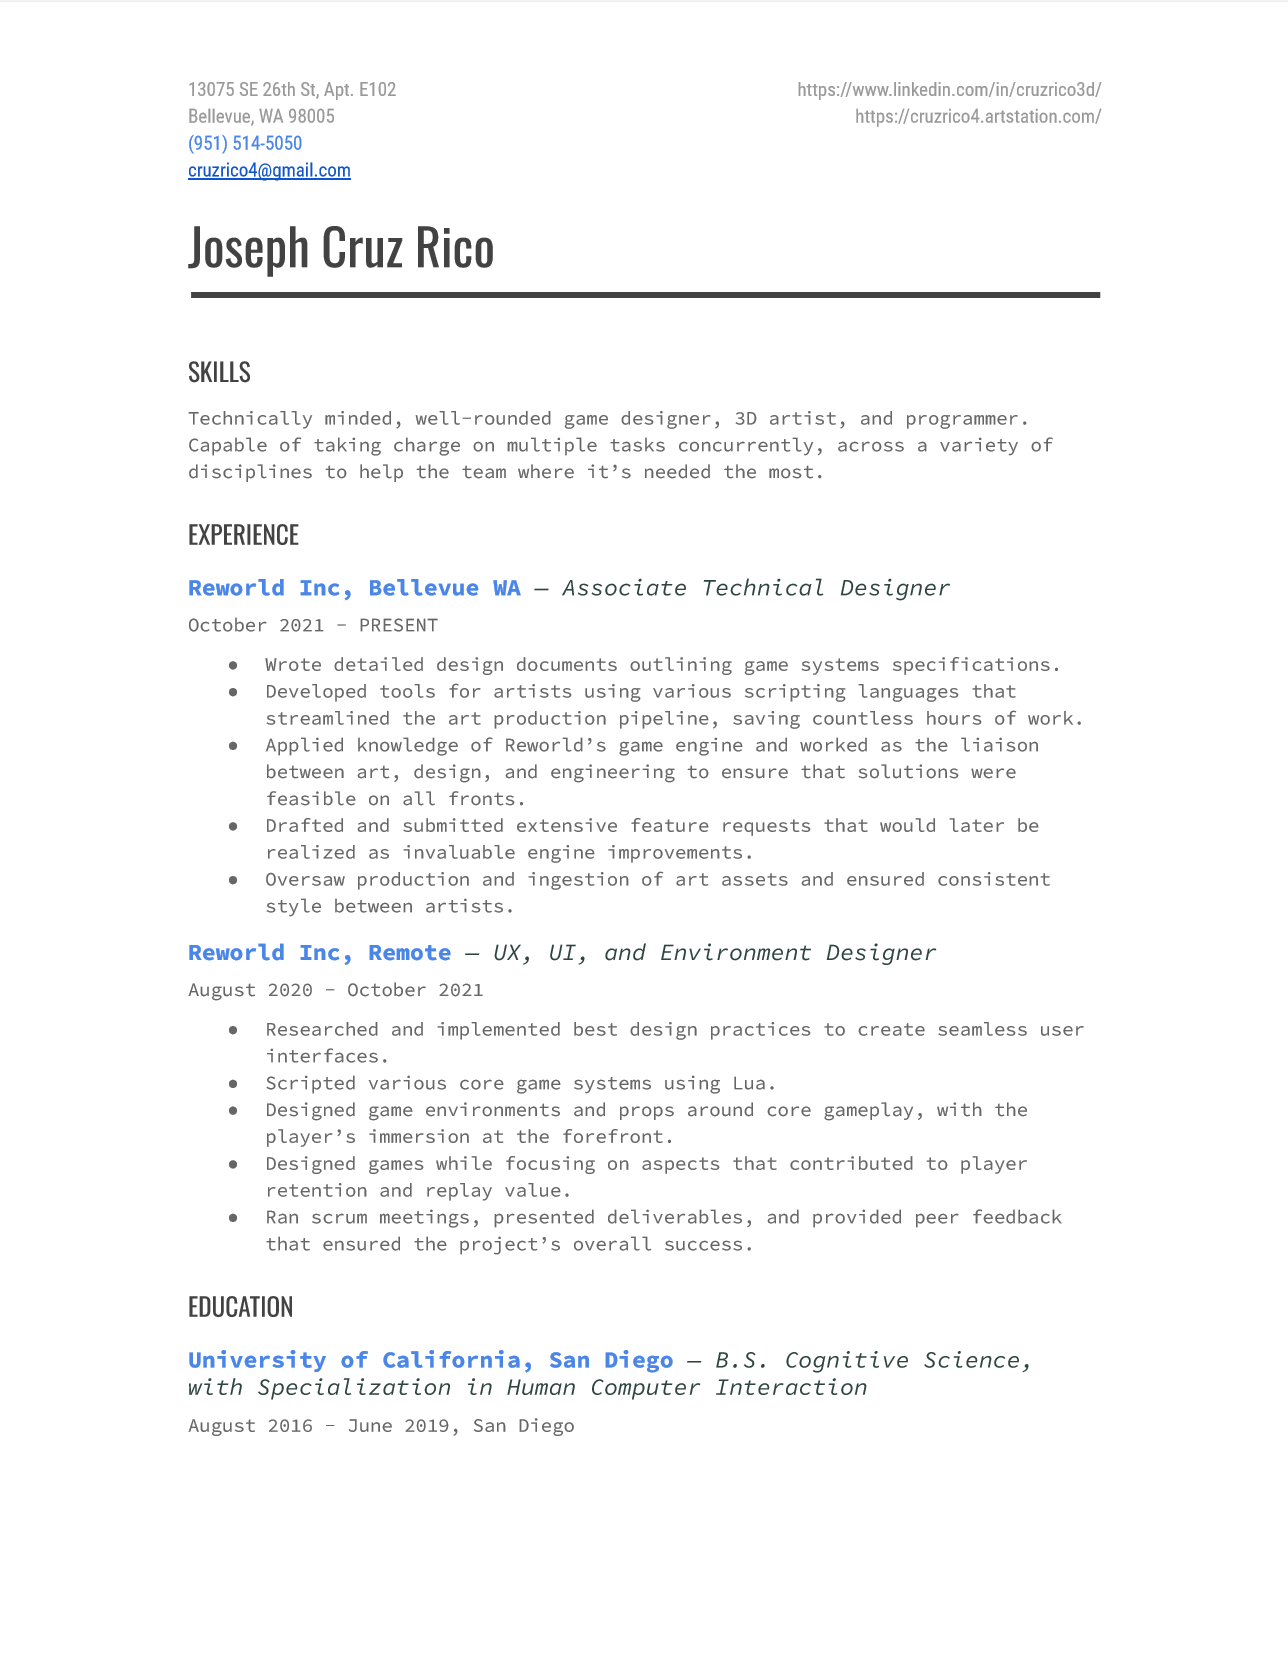 13075 SE 26th St, Apt. E102
Bellevue, WA 98005
(951) 514-5050
cruzrico4@gmail.com
https://www.linkedin.com/in/cruzrico3d/
https://cruzrico4.artstation.com/
Joseph Cruz Rico
SKILLS
Technically minded, well-rounded game designer, 3D artist, and programmer.
Capable of taking charge on multiple tasks concurrently, across a variety of
disciplines to help the team where it’s needed the most.
EXPERIENCE
Reworld Inc, Bellevue WA — Associate Technical Designer
October 2021 - PRESENT
● Wrote detailed design documents outlining game systems specifications.
● Developed tools for artists using various scripting languages that
streamlined the art production pipeline, saving countless hours of work.
● Applied knowledge of Reworld’s game engine and worked as the liaison
between art, design, and engineering to ensure that solutions were
feasible on all fronts.
● Drafted and submitted extensive feature requests that would later be
realized as invaluable engine improvements.
● Oversaw production and ingestion of art assets and ensured consistent
style between artists.
Reworld Inc, Remote — UX, UI, and Environment Designer
August 2020 - October 2021
● Researched and implemented best design practices to create seamless user
interfaces.
● Scripted various core game systems using Lua.
● Designed game environments and props around core gameplay, with the
player’s immersion at the forefront.
● Designed games while focusing on aspects that contributed to player
retention and replay value.
● Ran scrum meetings, presented deliverables, and provided peer feedback
that ensured the project’s overall success.
EDUCATION
University of California, San Diego — B.S. Cognitive Science,
with Specialization in Human Computer Interaction
August 2016 - June 2019, San Diego